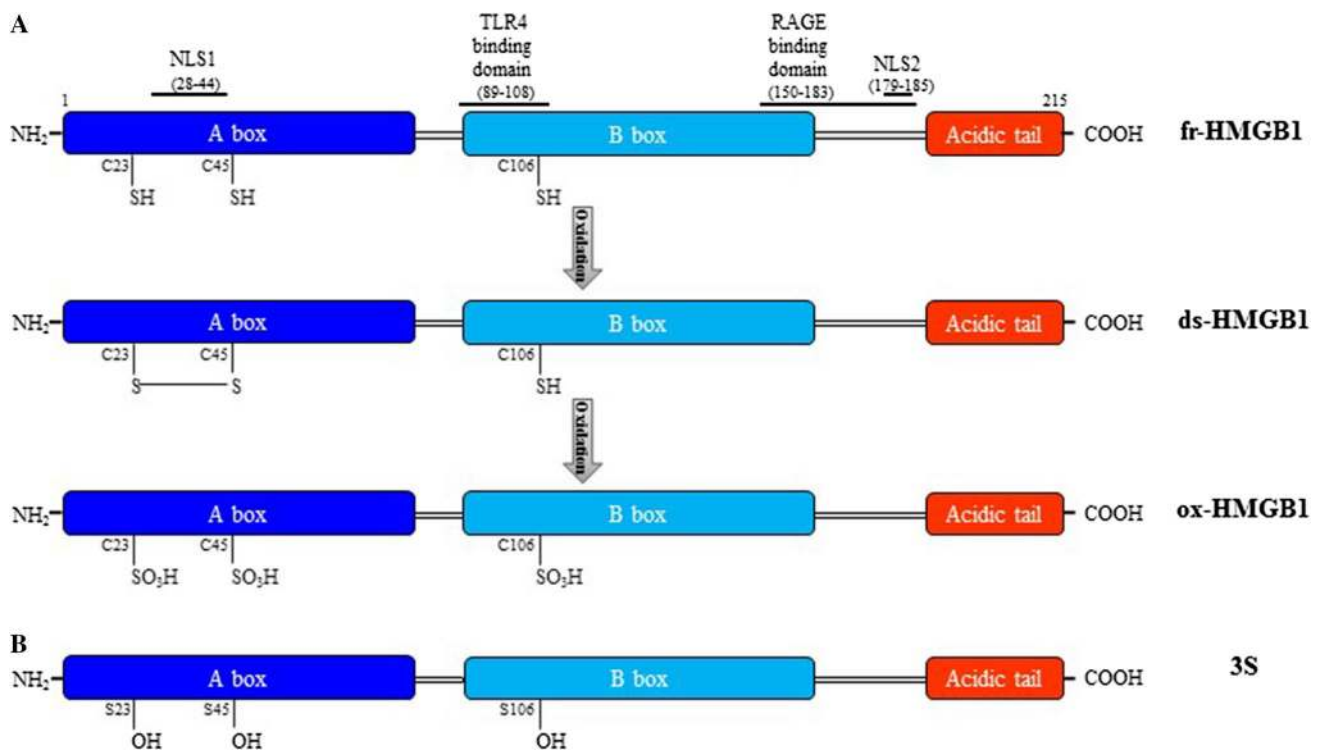 A
NLS1
(28-44)
TLR4
binding
domain
(89-108)
RAGE
binding
domain
(150-183)
NLS2
(179-185)
1
215
NH₂
A box
B box
Acidic tail
COOH
fr-HMGB1
C23
C45
C106
SH
SH
SH
Oxidation
NH₂
A box
B box
Acidic tail
COOH
ds-HMGB1
C23
C45
C106
S
S
SH
Oxidation
NH₂
A box
B box
Acidic tail
COOH
ox-HMGB1
C23
C45
C106
SO₃H
SO₃H
SO₃H
B
NH₂
A box
B box
Acidic tail
COOH
3S
S23
S45
S106
OH
OH
OH